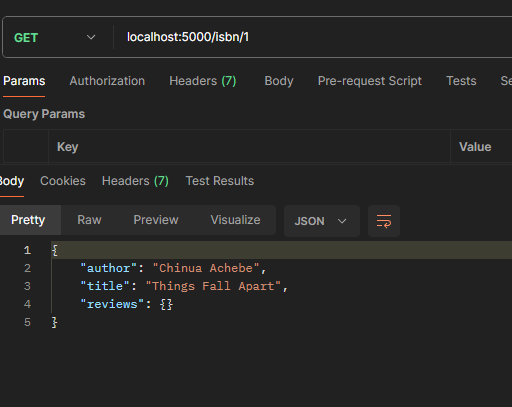 GET localhost:5000/isbn/1
Params Authorization Headers (7) Body Pre-request Script Tests
Query Params
Key Value
Body Cookies Headers (7) Test Results
Pretty Raw Preview Visualize JSON
1 {
2 "author": "Chinua Achebe",
3 "title": "Things Fall Apart",
4 "reviews": {}
5 }